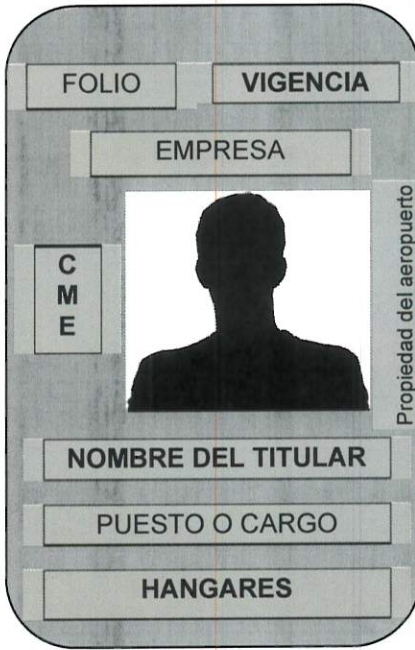 FOLIO
VIGENCIA
EMPRESA
C
M
E
Propiedad del aeropuerto
NOMBRE DEL TITULAR
PUESTO O CARGO
HANGARES